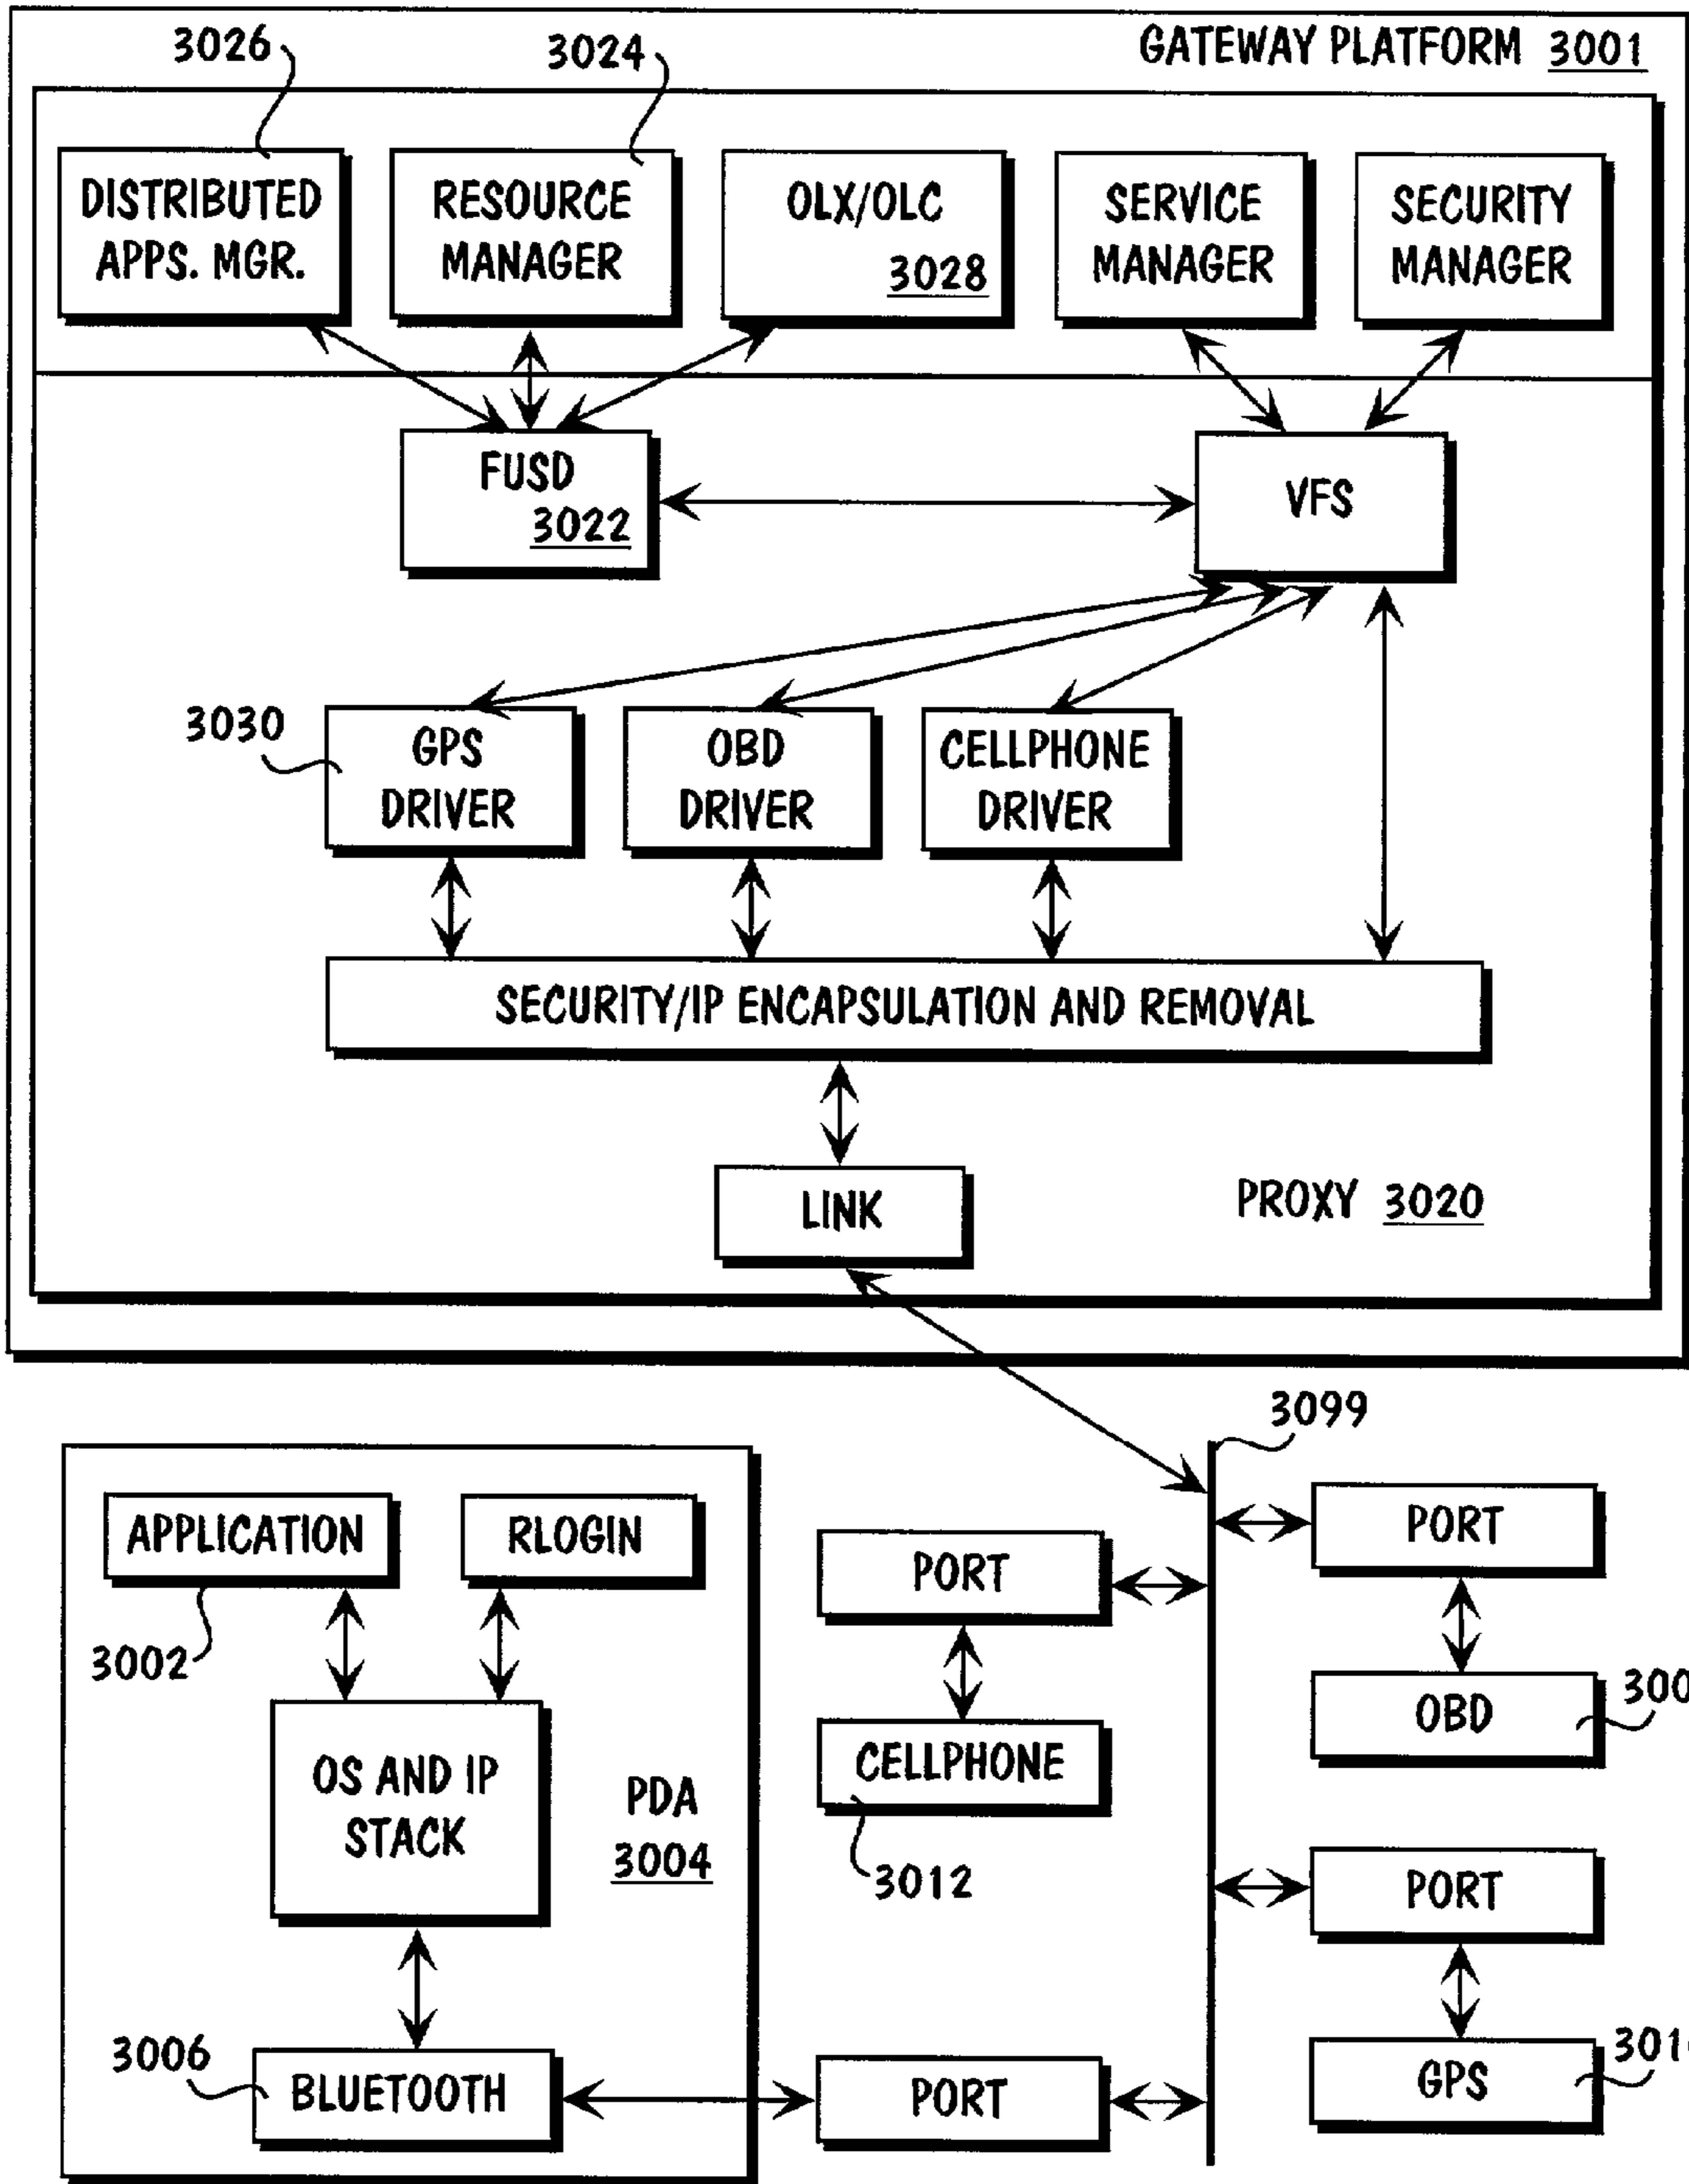 3026
3024
GATEWAY PLATFORM 3001
DISTRIBUTED
APPS. MGR.
RESOURCE
MANAGER
OLX/OLC
3028
SERVICE
MANAGER
SECURITY
MANAGER
FUSD
3022
VFS
3030
GPS
DRIVER
OBD
DRIVER
CELLPHONE
DRIVER
SECURITY/IP ENCAPSULATION AND REMOVAL
LINK
PROXY 3020
3099
APPLICATION
RLOGIN
3002
PORT
PORT
OS AND IP
STACK
PDA
3004
CELLPHONE
3012
OBD
PORT
3006
BLUETOOTH
PORT
GPS